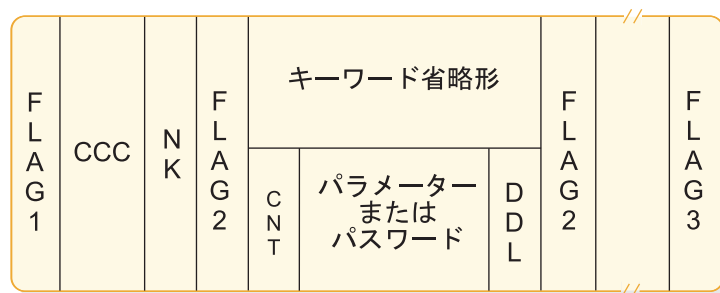 FLAG1
CCC
NK
FLAG2
キーワード省略形
CNT
パラメーター
または
パスワード
DDL
FLAG2
FLAG3